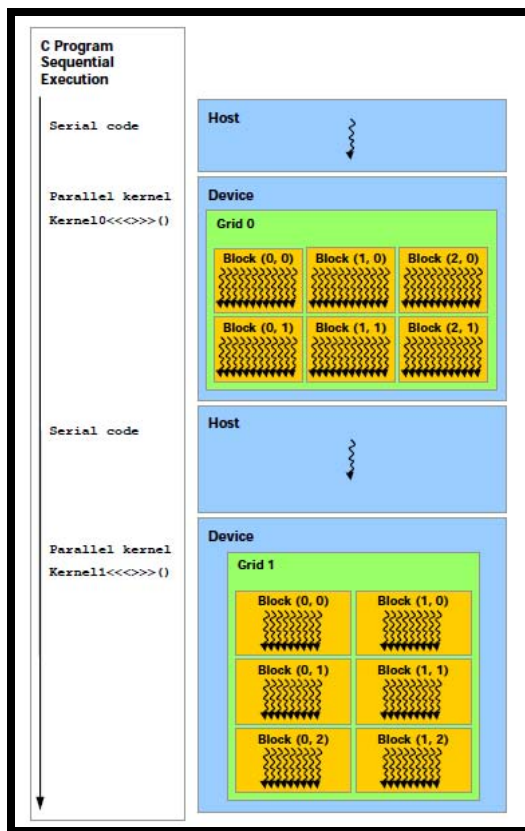 C Program
Sequential
Execution
Serial code
Host
Parallel kernel
Kernel0<<<>>>()
Device
Grid 0
Block (0, 0)
Block (1, 0)
Block (2, 0)
Block (0, 1)
Block (1, 1)
Block (2, 1)
Serial code
Host
Parallel kernel
Kernel1<<<>>>()
Device
Grid 1
Block (0, 0)
Block (1, 0)
Block (0, 1)
Block (1, 1)
Block (0, 2)
Block (1, 2)